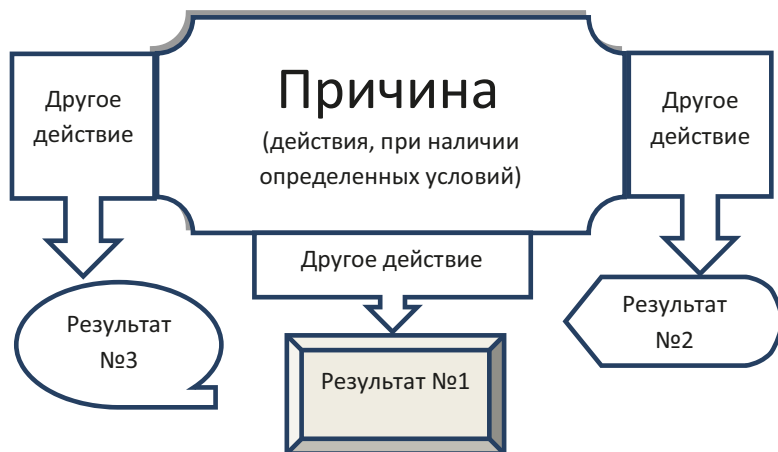 Причина
(действия, при наличии
определенных условий)
Другое
действие
Другое
действие
Другое действие
Результат
№3
Результат №1
Результат
№2